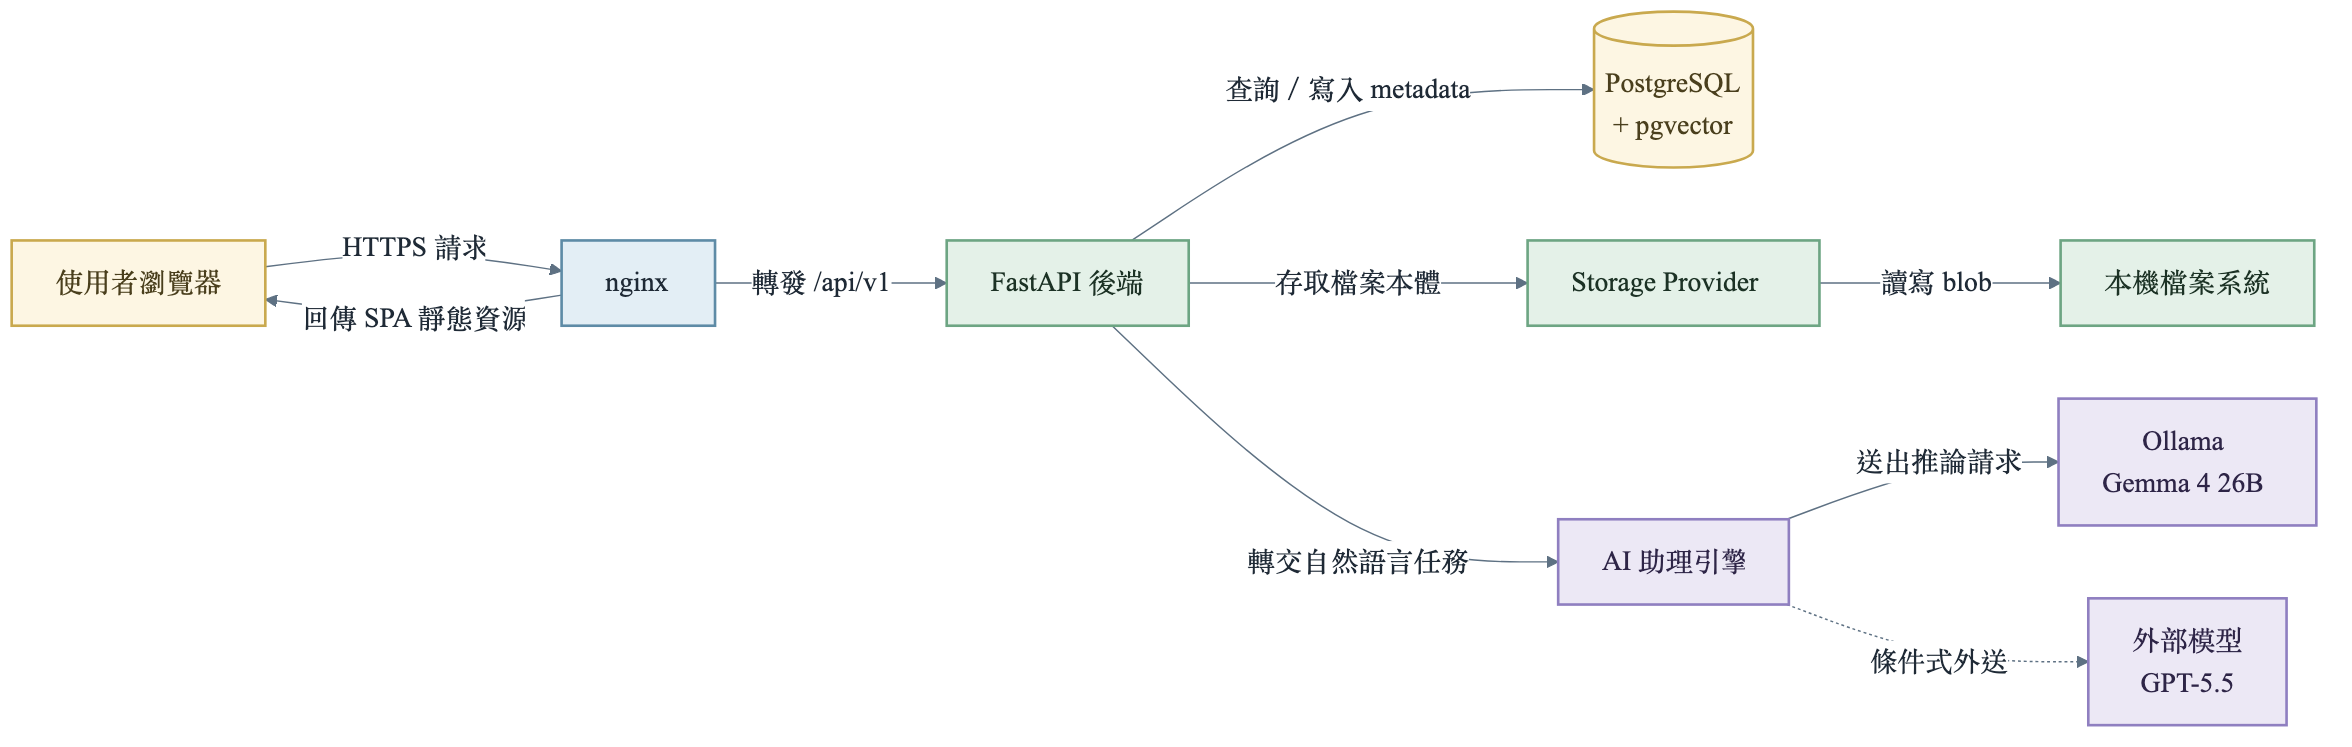 查詢 / 寫入 metadata
PostgreSQL
+ pgvector
使用者瀏覽器
HTTPS 請求
回傳 SPA 靜態資源
nginx
轉發 /api/v1
FastAPI 後端
存取檔案本體
Storage Provider
讀寫 blob
本機檔案系統
轉交自然語言任務
AI 助理引擎
送出推論請求
Ollama
Gemma 4 26B
條件式外送
外部模型
GPT-5.5